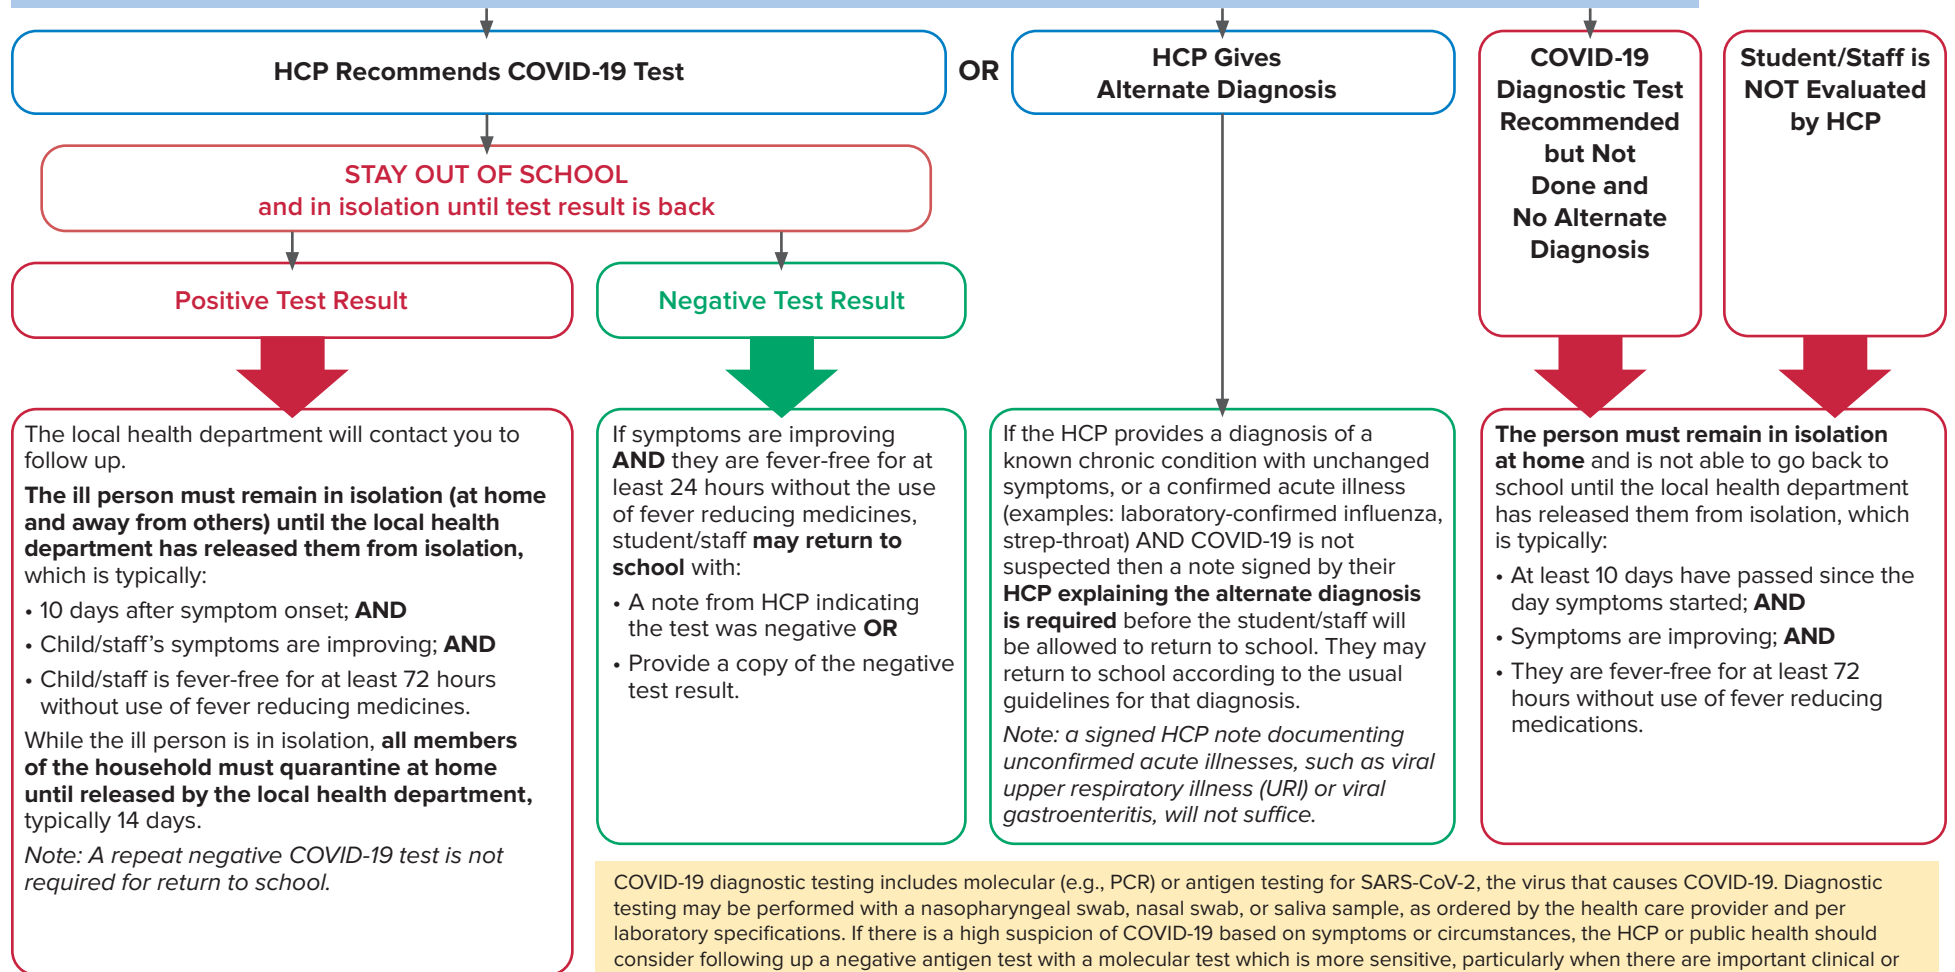 HCP Recommends COVID-19 Test
OR
HCP Gives
Alternate Diagnosis
COVID-19
Diagnostic Test
Recommended
but Not
Done and
No Alternate
Diagnosis
Student/Staff is
NOT Evaluated
by HCP
STAY OUT OF SCHOOL
and in isolation until test result is back
Positive Test Result
Negative Test Result
The local health department will contact you to
follow up.
The ill person must remain in isolation (at home
and away from others) until the local health
department has released them from isolation,
which is typically:
• 10 days after symptom onset; AND
• Child/staff's symptoms are improving; AND
• Child/staff is fever-free for at least 72 hours
without use of fever reducing medicines.
While the ill person is in isolation, all members
of the household must quarantine at home
until released by the local health department,
typically 14 days.
Note: A repeat negative COVID-19 test is not
required for return to school.
If symptoms are improving
AND they are fever-free for at
least 24 hours without the use
of fever reducing medicines,
student/staff may return to
school with:
• A note from HCP indicating
the test was negative OR
• Provide a copy of the negative
test result.
If the HCP provides a diagnosis of a
known chronic condition with unchanged
symptoms, or a confirmed acute illness
(examples: laboratory-confirmed influenza,
strep-throat) AND COVID-19 is not
suspected then a note signed by their
HCP explaining the alternate diagnosis
is required before the student/staff will
be allowed to return to school. They may
return to school according to the usual
guidelines for that diagnosis.
Note: a signed HCP note documenting
unconfirmed acute illnesses, such as viral
upper respiratory illness (URI) or viral
gastroenteritis, will not suffice.
The person must remain in isolation
at home and is not able to go back to
school until the local health department
has released them from isolation, which
is typically:
• At least 10 days have passed since the
day symptoms started; AND
• Symptoms are improving; AND
• They are fever-free for at least 72
hours without use of fever reducing
medications.
COVID-19 diagnostic testing includes molecular (e.g., PCR) or antigen testing for SARS-CoV-2, the virus that causes COVID-19. Diagnostic
testing may be performed with a nasopharyngeal swab, nasal swab, or saliva sample, as ordered by the health care provider and per
laboratory specifications. If there is a high suspicion of COVID-19 based on symptoms or circumstances, the HCP or public health should
consider following up a negative antigen test with a molecular test which is more sensitive, particularly when there are important clinical or